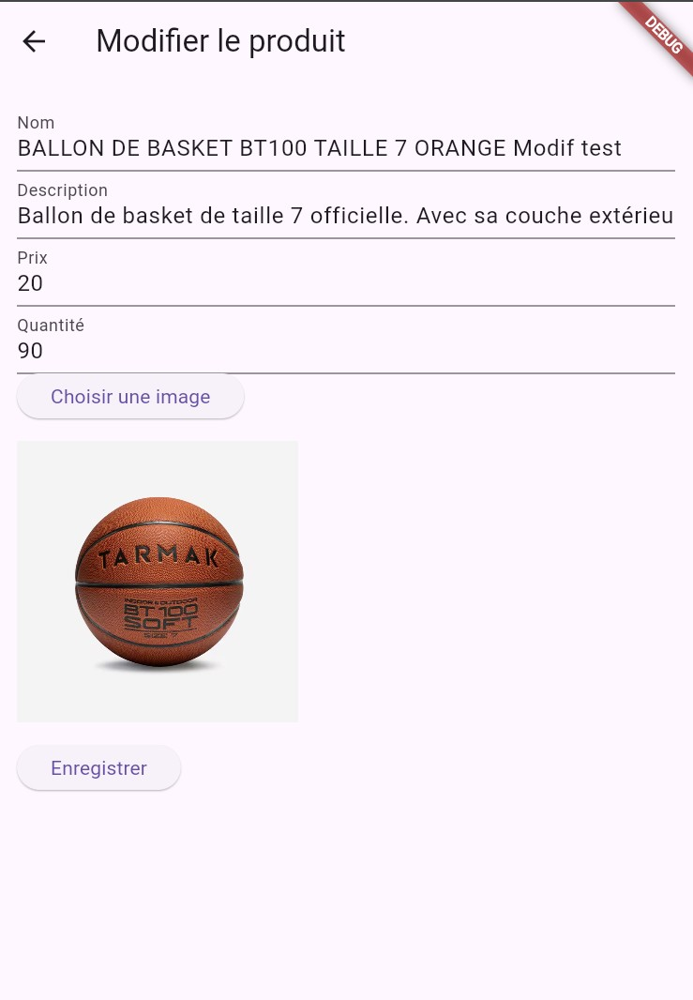 Modifier le produit
DEBUG
Nom
BALLON DE BASKET BT100 TAILLE 7 ORANGE Modif test
Description
Ballon de basket de taille 7 officielle. Avec sa couche extérieu
Prix
20
Quantité
90
Choisir une image
TARMAK
INDOOR & OUTDOOR
BT100
SOFT
SIZE 7
Enregistrer